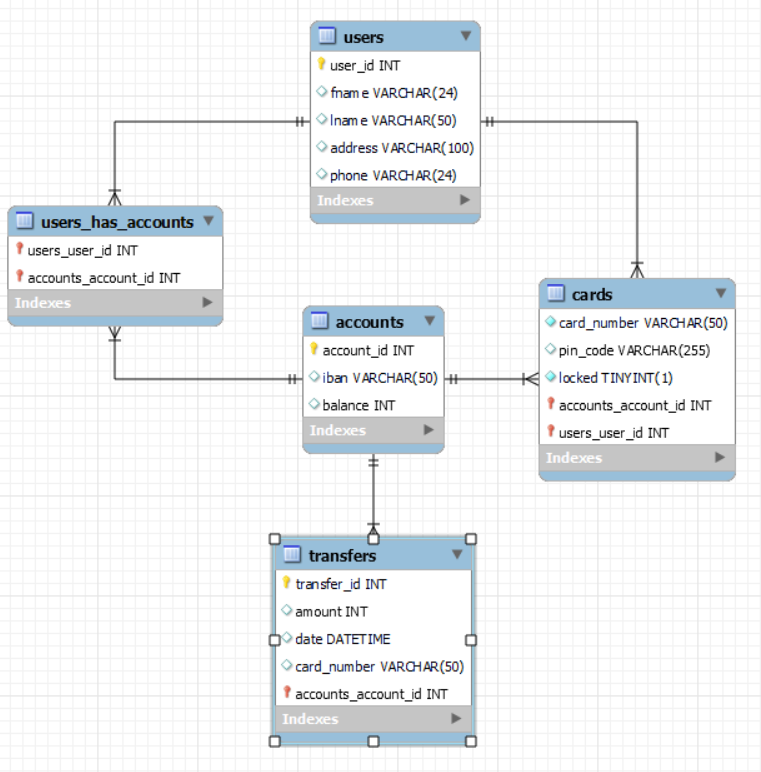 users
user_id INT
fname VARCHAR(24)
lname VARCHAR(50)
address VARCHAR(100)
phone VARCHAR(24)
Indexes
users_has_accounts
users_user_id INT
accounts_account_id INT
Indexes
accounts
account_id INT
iban VARCHAR(50)
balance INT
Indexes
cards
card_number VARCHAR(50)
pin_code VARCHAR(255)
locked TINYINT(1)
accounts_account_id INT
users_user_id INT
Indexes
transfers
transfer_id INT
amount INT
date DATETIME
card_number VARCHAR(50)
accounts_account_id INT
Indexes